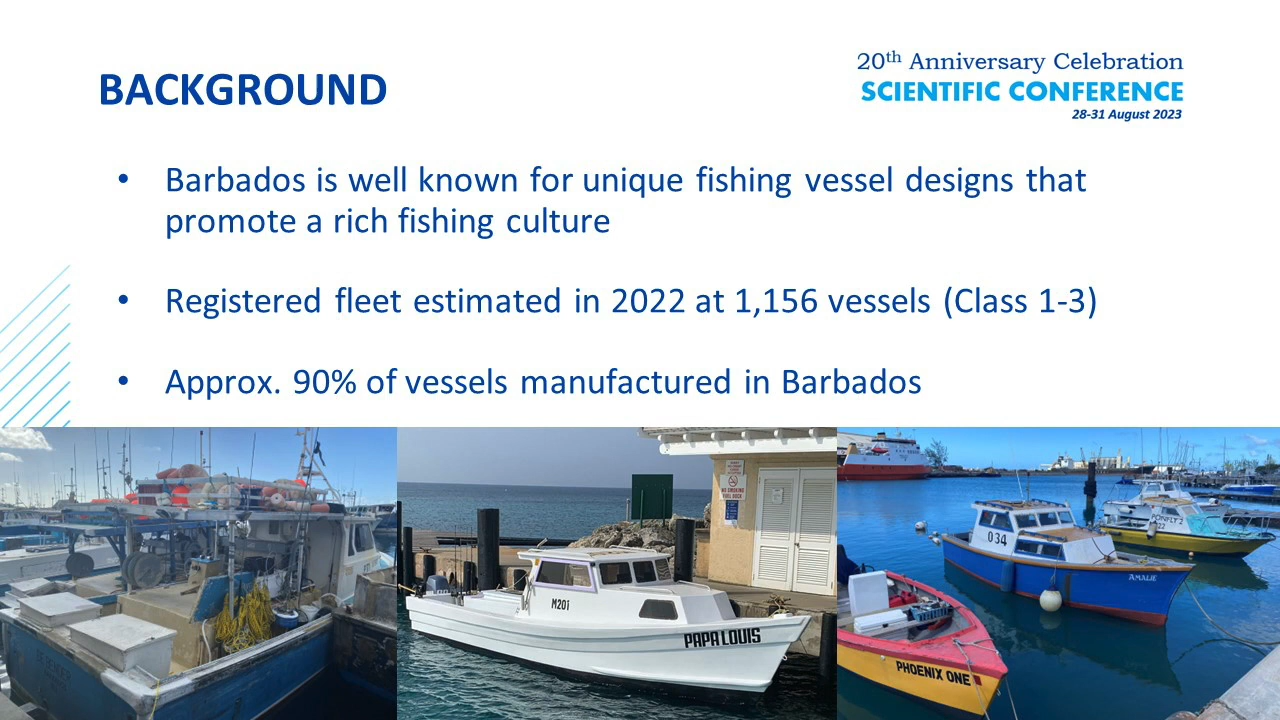 BACKGROUND
20th Anniversary Celebration
SCIENTIFIC CONFERENCE
28-31 August 2023
• Barbados is well known for unique fishing vessel designs that
promote a rich fishing culture
• Registered fleet estimated in 2022 at 1,156 vessels (Class 1-3)
• Approx. 90% of vessels manufactured in Barbados
NO SMOKING
M201
PAPA LOUIS
034
AMALIE
PHOENIX ONE